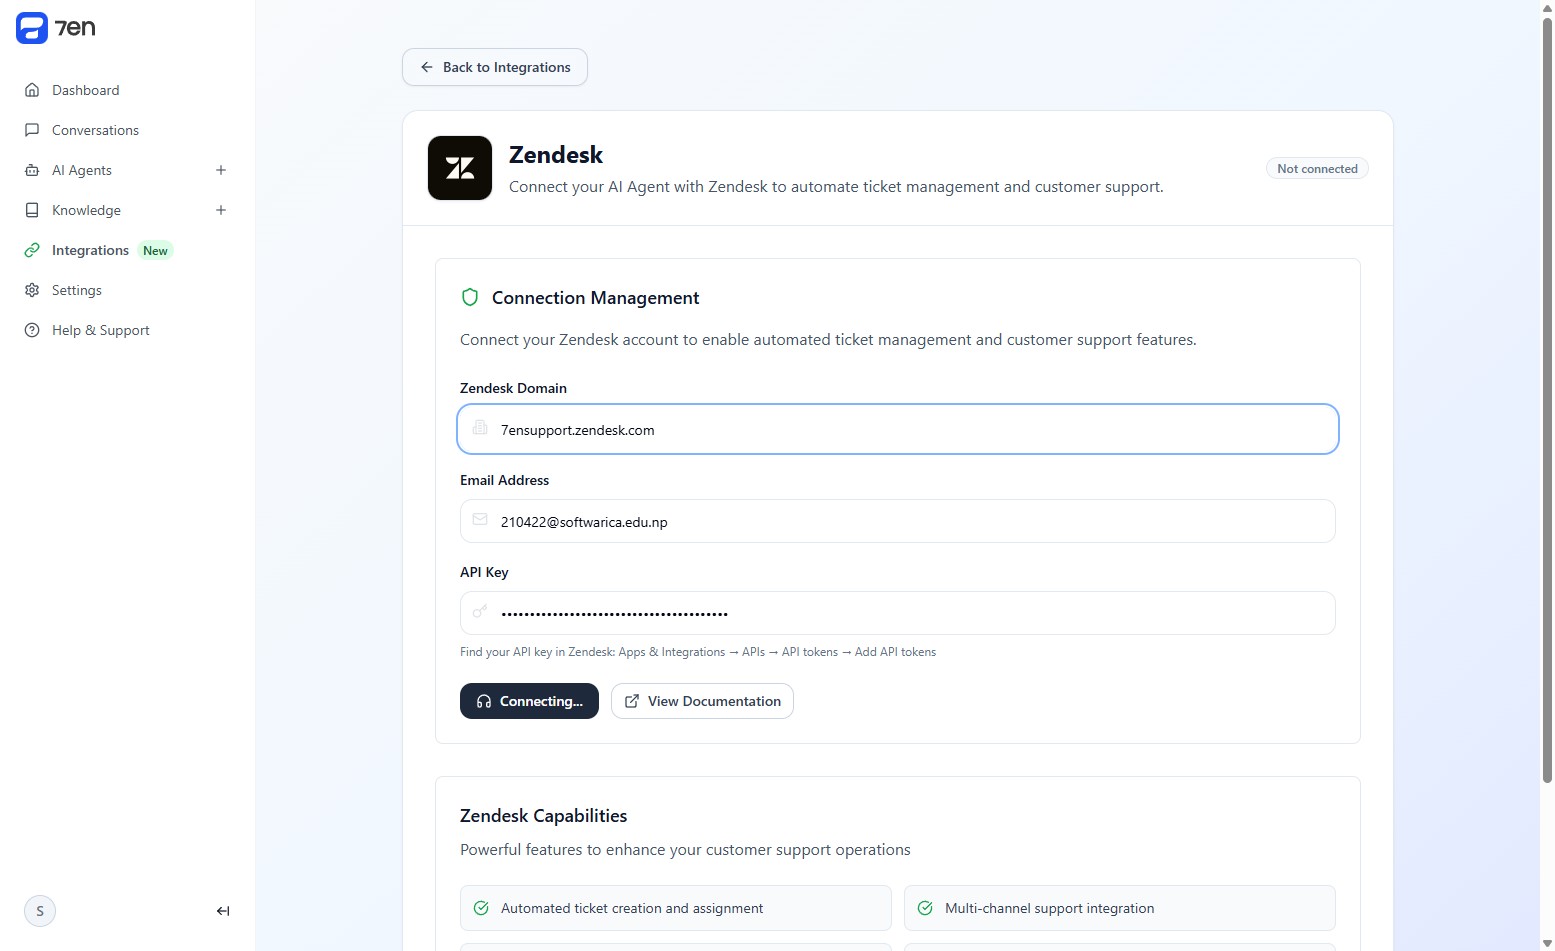 7en
Dashboard
Conversations
AI Agents
Knowledge
Integrations New
Settings
Help & Support
S
Back to Integrations
Zendesk
Connect your AI Agent with Zendesk to automate ticket management and customer support.
Not connected
Connection Management
Connect your Zendesk account to enable automated ticket management and customer support features.
Zendesk Domain
7ensupport.zendesk.com
Email Address
210422@softwarica.edu.np
API Key
Find your API key in Zendesk: Apps & Integrations → APIs → API tokens → Add API tokens
Connecting...
View Documentation
Zendesk Capabilities
Powerful features to enhance your customer support operations
Automated ticket creation and assignment
Multi-channel support integration